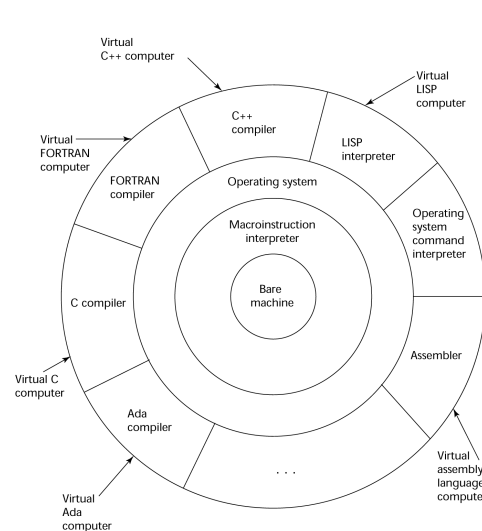 Virtual
C++ computer
Virtual
LISP
computer
C++
compiler
Virtual
FORTRAN
computer
LISP
interpreter
FORTRAN
compiler
Operating system
Operating
system
command
interpreter
Macroinstruction
interpreter
Bare
machine
C compiler
Assembler
Virtual C
computer
Ada
compiler
. . .
Virtual
assembly
language
compute
Virtual
Ada
computer